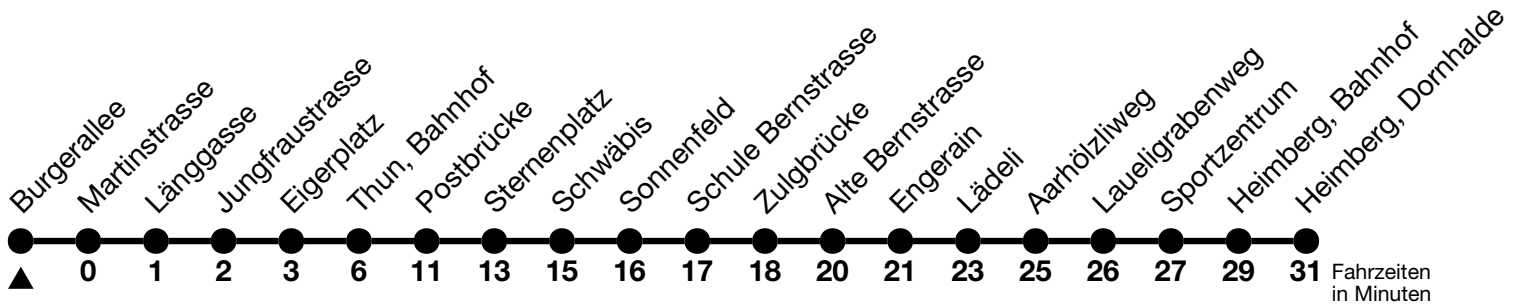 Burgerallee
Martinstrasse
Länggasse
Jungfraustrasse
Eigerplatz
Thun, Bahnhof
Postbrücke
Sternenplatz
Schwäbis
Sonnenfeld
Schule Bernstrasse
Zulgbrücke
Alte Bernstrasse
Engerain
Lädeli
Aarhölzliweg
Laueligrabenweg
Sportzentrum
Heimberg, Bahnhof
Heimberg, Dornhalde
0 1 2 3 6 11 13 15 16 17 18 20 21 23 25 26 27 29 31 Fahrzeiten
in Minuten